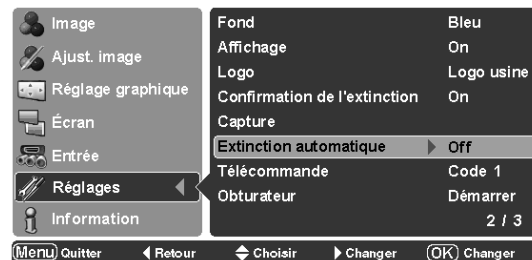 Image
Ajust. image
Réglage graphique
Écran
Entrée
Réglages
Information
Fond Bleu
Affichage On
Logo Logo usine
Confirmation de l'extinction On
Capture
Extinction automatique Off
Télécommande Code 1
Obturateur Démarrer
2 / 3
Menu Quitter Retour Choisir Changer OK Changer